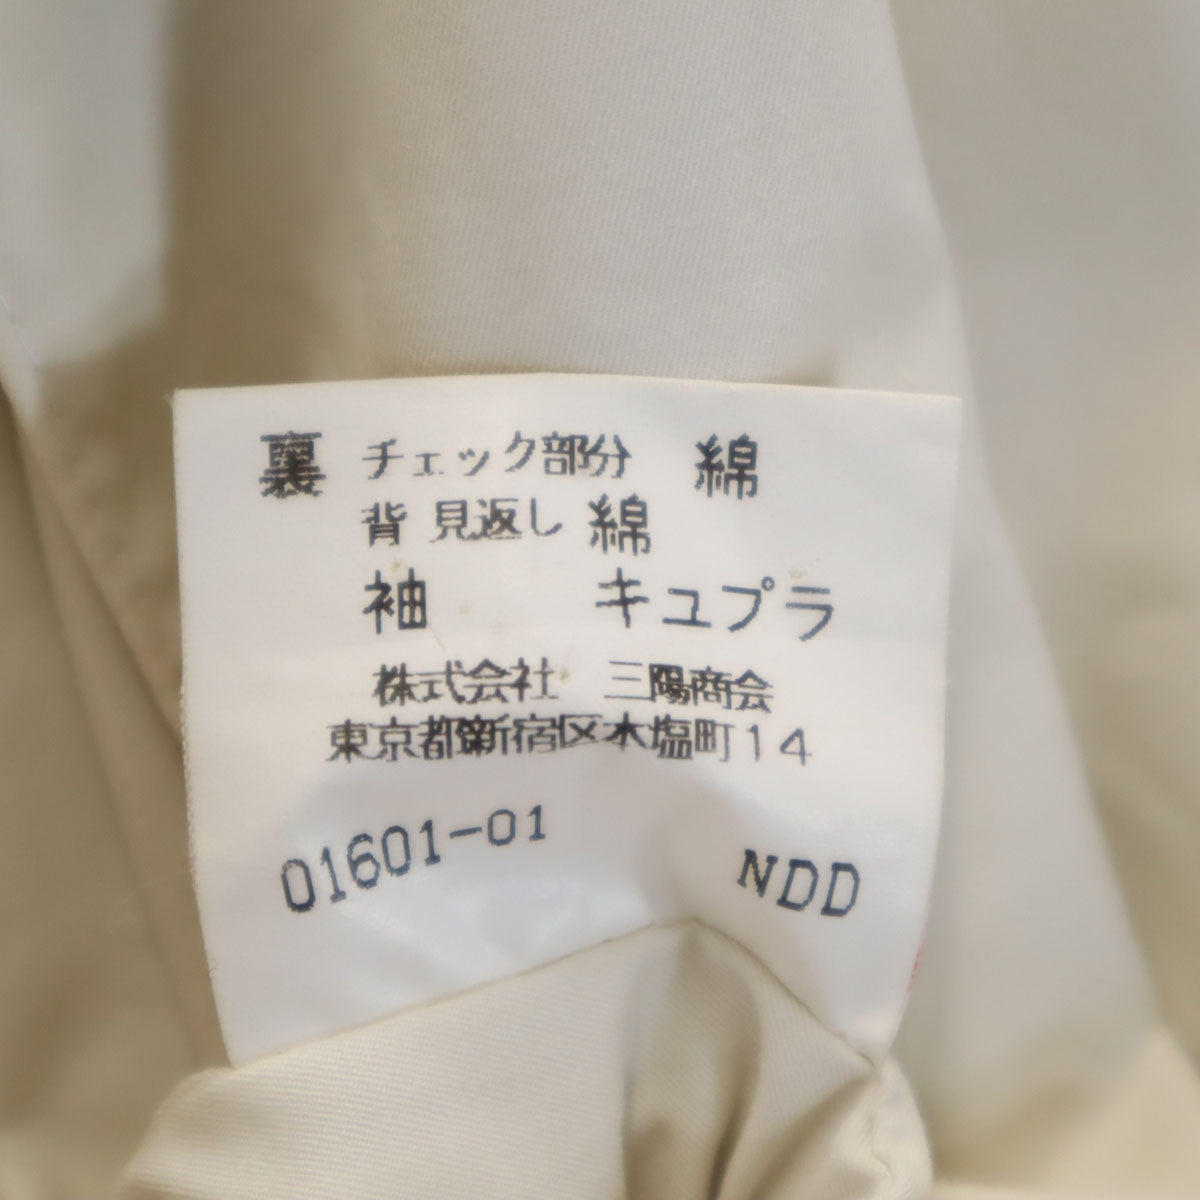 裏 チェック部分 綿
背 見返し 綿
袖 キュプラ
株式会社 三陽商会
東京都新宿区本塩町14
01601-01 NDD